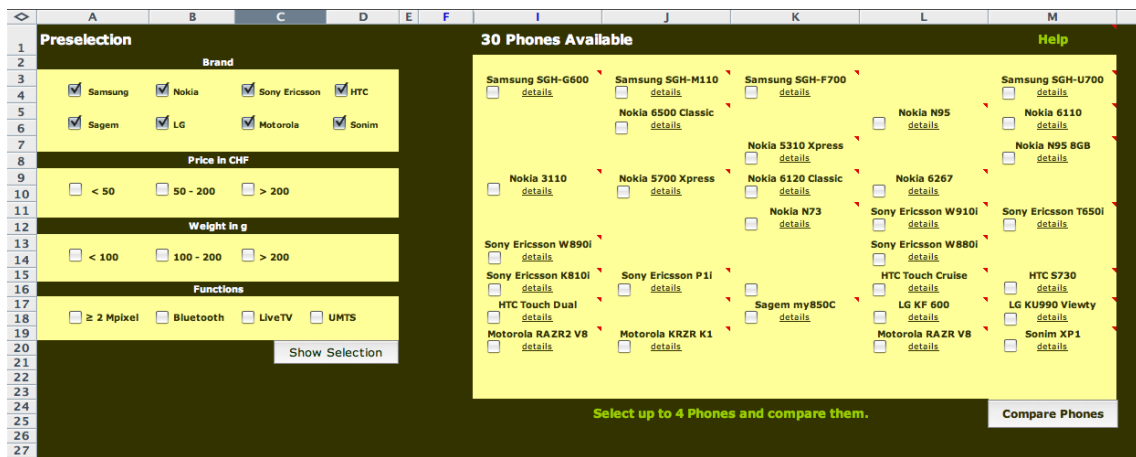 A B C D E F I J K L M
1 Preselection 30 Phones Available Help
2 Brand
3 Samsung SGH-G600 Samsung SGH-M110 Samsung SGH-F700 Samsung SGH-U700
4 Samsung Nokia Sony Ericsson HTC details details details details
5 Nokia 6500 Classic Nokia N95 Nokia 6110
6 Sagem LG Motorola Sonim details details details
7 Nokia 5310 Xpress Nokia N95 8GB
8 Price in CHF details details
9 Nokia 3110 Nokia 5700 Xpress Nokia 6120 Classic Nokia 6267
10 < 50 50 - 200 > 200 details details details details
11 Nokia N73 Sony Ericsson W910i Sony Ericsson T650i
12 Weight in g details details details
13 Sony Ericsson W890i Sony Ericsson W880i
14 < 100 100 - 200 > 200 details details
15 Sony Ericsson K810i Sony Ericsson P1i HTC Touch Cruise HTC S730
16 Functions details details details details
17 HTC Touch Dual Sagem my850C LG KF 600 LG KU990 Viewty
18 ≥ 2 Mpixel Bluetooth LiveTV UMTS details details details details
19 Motorola RAZR2 V8 Motorola KRZR K1 Motorola RAZR V8 Sonim XP1
20 Show Selection details details details details
21
22
23
24 Select up to 4 Phones and compare them. Compare Phones
25
26
27